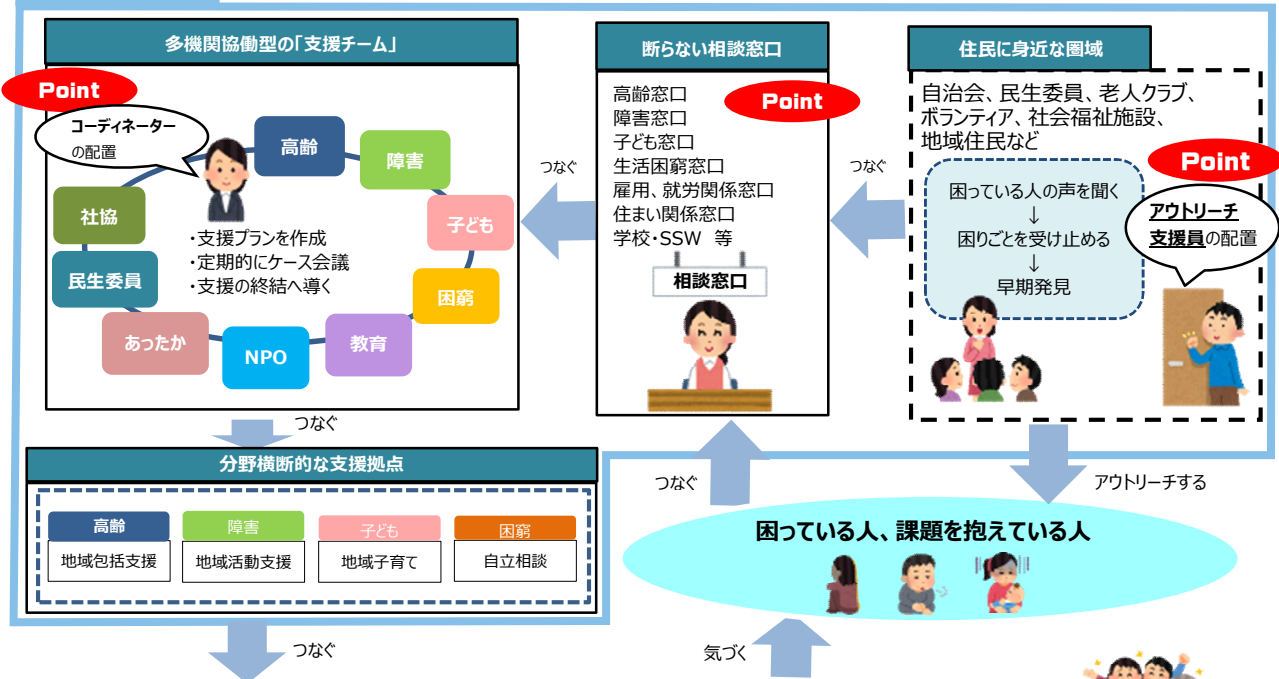 多機関協働型の「支援チーム」
Point
コーディネーター
の配置
高齢
障害
子ども
困窮
教育
NPO
あったか
民生委員
社協
・支援プランを作成
・定期的にケース会議
・支援の終結へ導く
つなぐ
断らない相談窓口
Point
高齢窓口
障害窓口
子ども窓口
生活困窮窓口
雇用、就労関係窓口
住まい関係窓口
学校・SSW 等
相談窓口
つなぐ
住民に身近な圏域
自治会、民生委員、老人クラブ、
ボランティア、社会福祉施設、
地域住民など
Point
困っている人の声を聞く
↓
困りごとを受け止める
↓
早期発見
アウトリーチ
支援員の配置
つなぐ
分野横断的な支援拠点
高齢
地域包括支援
障害
地域活動支援
子ども
地域子育て
困窮
自立相談
つなぐ
アウトリーチする
困っている人、課題を抱えている人
つなぐ
気づく